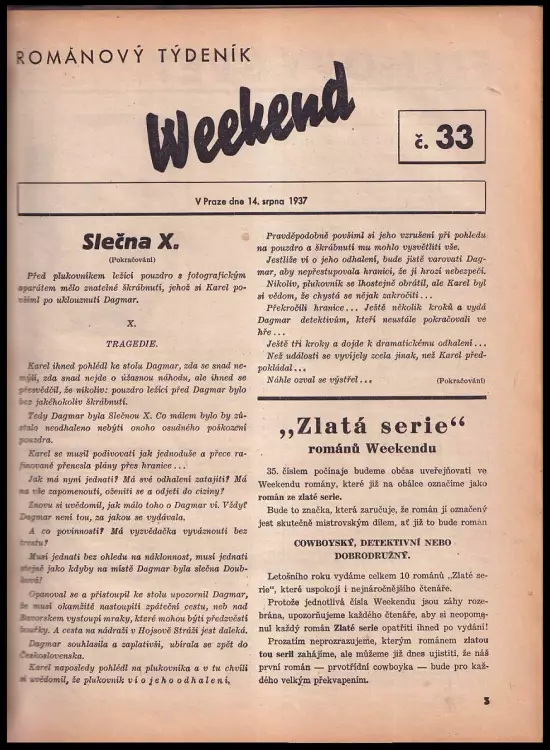 ROMÁNOVÝ TÝDENÍK
Weekend
č. 33
V Praze dne 14. srpna 1937
Slečna X.
(Pokračování)
Před plukovníkem ležící pouzdro s fotografickým
aparátem mělo znatelné škrábnutí, jehož si Karel po-
všiml po uklouznutí Dagmar.
X.
TRAGEDIE.
Karel ihned pohlédl ke stolu Dagmar, zda se snad ne-
mýlí, zda snad nejde o úžasnou náhodu, ale ihned se
přesvědčil, že nikoliv: pouzdro ležící před Dagmar bylo
bez jakéhokoliv škrábnutí.
Tedy Dagmar byla Slečnou X. Co málem bylo by zů-
stalo neodhaleno nebýti onoho osudného poškození
pouzdra.
Karel se musil podivovati jak jednoduše a přece ra-
finovaně přenesla plány přes hranice...
Jak má nyní jednati? Má své odhalení zatajiti? Má
na vše zapomenouti, oženiti se a odjeti do ciziny?
Znovu si uvědomil, jak málo toho o Dagmar ví. Vždyť
Dagmar není tou, za jakou se vydávala.
A co povinnosti? Má vyzvědačka vyváznouti bez
trestu?
Musí jednati bez ohledu na náklonnost, musí jednati
stejně jako kdyby na místě Dagmar byla slečna Doub-
Opanoval se a přistoupil ke stolu upozornil Dagmar,
že musí okamžitě nastoupiti zpáteční cestu, neb nad
Bavorskem vystoupí mraky, které mohou býti předzvěstí
bouřky. A cesta na nádraží v Hojsově Stráži jest daleká.
Dagmar souhlasila a zaplativši, ubírala se zpět do
Československa.
Karel naposledy pohlédl na plukovníka a v tu chvíli
si uvědomil, že plukovník ví o jeho odhalení,
Pravděpodobně povšiml si jeho vzrušení při pohledu
na pouzdro a škrábnutí mu mohlo vysvětliti vše.
Jestliže ví o jeho odhalení, bude jistě varovati Dag-
mar, aby nepřestupovala hranici, že jí hrozí nebezpečí.
Nikoliv, plukovník se lhostejně obrátil, ale Karel byl
si vědom, že chystá se nějak zakročiti...
Překročili hranice... Ještě několik kroků a vydá
Dagmar detektivům, kteří neustále pokračovali ve
hře...
Ještě tři kroky a dojde k dramatickému odhalení...
Než události se vyvíjely zcela jinak, než Karel před-
pokládal...
Náhle ozval se výstřel...
(Pokračování)
„Zlatá serie"
románů Weekendu
35. číslem počínaje budeme občas uveřejňovati ve
Weekendu romány, které již na obálce označíme jako
román ze zlaté serie.
Bude to značka, která zaručuje, že román jí označený
jest skutečně mistrovským dílem, ať již to bude román
COWBOYSKÝ, DETEKTIVNÍ NEBO
DOBRODRUŽNÝ.
Letošního roku vydáme celkem 10 románů „Zlaté se-
rie", které uspokojí i nejnáročnějšího čtenáře.
Protože jednotlivá čísla Weekendu jsou záhy roze-
brána, upozorňujeme každého čtenáře, aby si neopomę-
nul každý román Zlaté serie opatřiti ihned po vydání!
Prozatím neprozrazujeme, kterým románem zlatou
tou serii zahájíme, ale můžeme již dnes ujistiti, že náš
první román — prvotřídní cowboyka — bude pro kaž-
dého velkým překvapením.
3